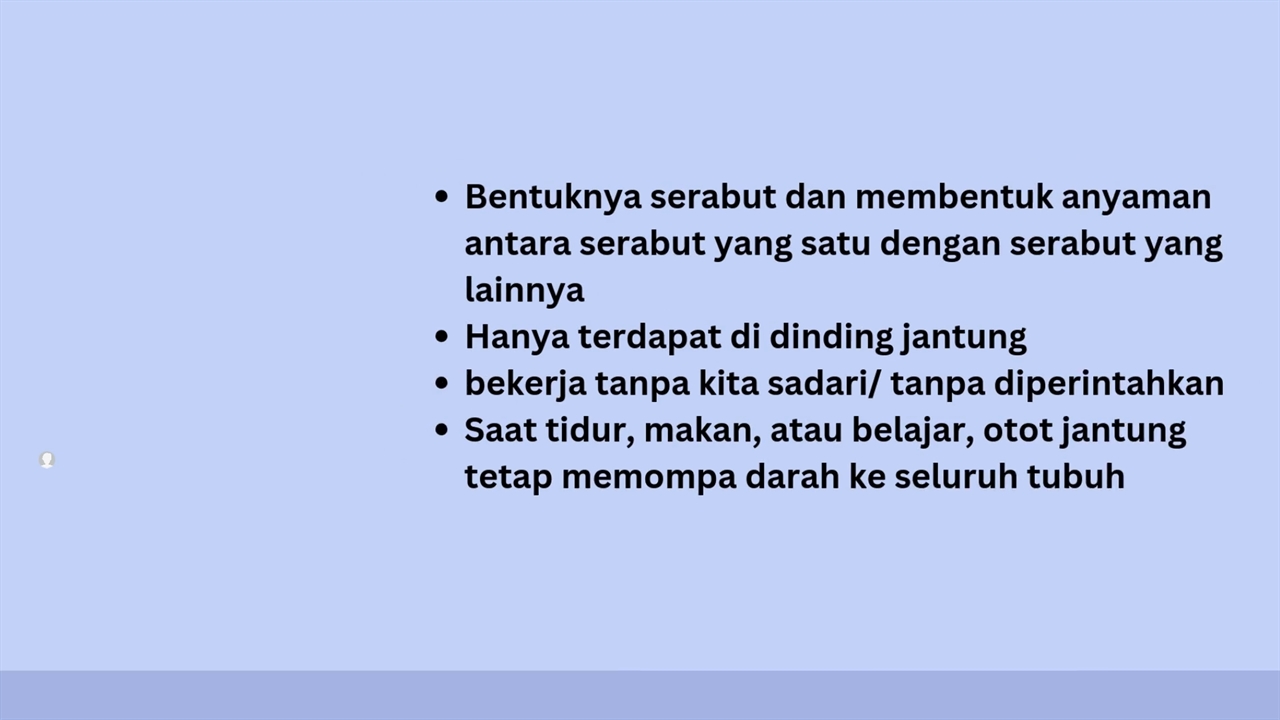 • Bentuknya serabut dan membentuk anyaman
antara serabut yang satu dengan serabut yang
lainnya
• Hanya terdapat di dinding jantung
• bekerja tanpa kita sadari/ tanpa diperintahkan
• Saat tidur, makan, atau belajar, otot jantung
tetap memompa darah ke seluruh tubuh